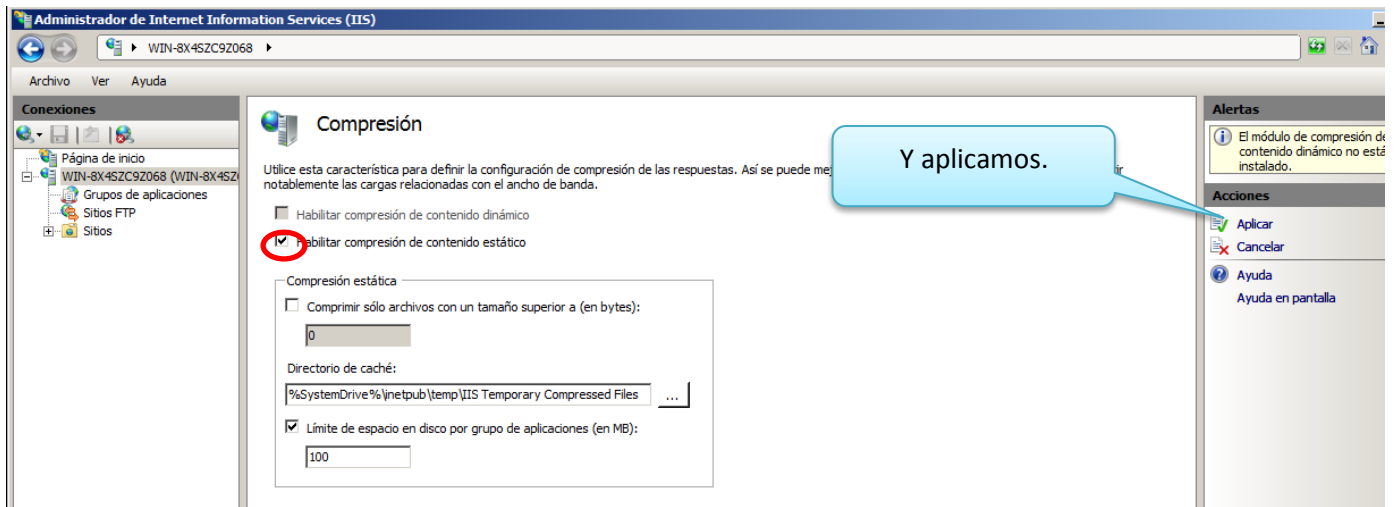 Administrador de Internet Information Services (IIS)
WIN-8X4SZC9Z068
Archivo Ver Ayuda
Conexiones
Página de inicio
WIN-8X4SZC9Z068 (WIN-8X4SZ
Grupos de aplicaciones
Sitios FTP
Sitios
Compresión
Utilice esta característica para definir la configuración de compresión de las respuestas. Así se puede me
notablemente las cargas relacionadas con el ancho de banda.
Habilitar compresión de contenido dinámico
Habilitar compresión de contenido estático
Compresión estática
Comprimir sólo archivos con un tamaño superior a (en bytes):
0
Directorio de caché:
%SystemDrive%\inetpub\temp\IIS Temporary Compressed Files
...
Límite de espacio en disco por grupo de aplicaciones (en MB):
100
Y aplicamos.
Alertas
El módulo de compresión de
contenido dinámico no está
instalado.
Acciones
Aplicar
Cancelar
Ayuda
Ayuda en pantalla